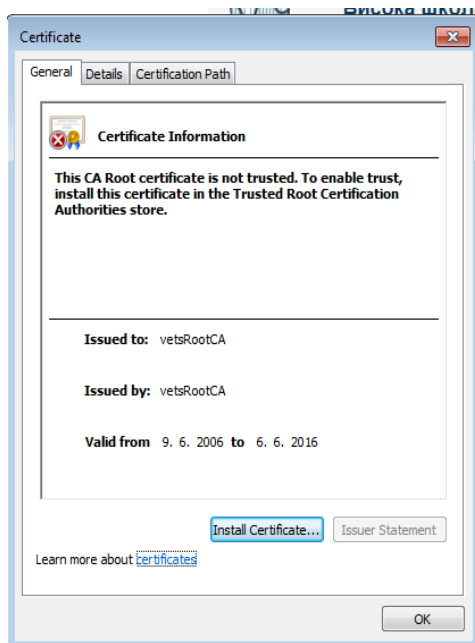 Висока школ
Certificate
General Details Certification Path
Certificate Information
This CA Root certificate is not trusted. To enable trust,
install this certificate in the Trusted Root Certification
Authorities store.
Issued to: vetsRootCA
Issued by: vetsRootCA
Valid from 9. 6. 2006 to 6. 6. 2016
Install Certificate... Issuer Statement
Learn more about certificates
OK